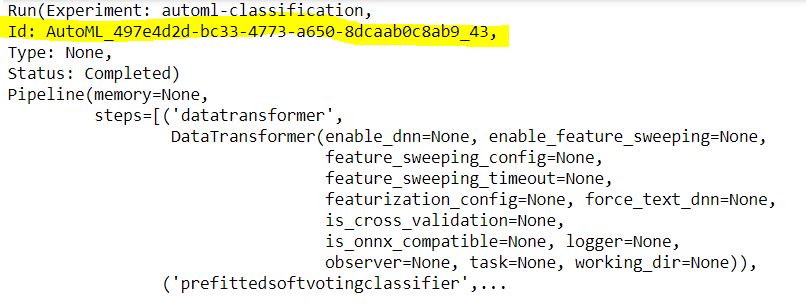 Run(Experiment: automl-classification,
Id: AutoML_497e4d2d-bc33-4773-a650-8dcaab0c8ab9_43,
Type: None,
Status: Completed)
Pipeline(memory=None,
steps=[('datatransformer',
DataTransformer(enable_dnn=None, enable_feature_sweeping=None,
feature_sweeping_config=None,
feature_sweeping_timeout=None,
featurization_config=None, force_text_dnn=None,
is_cross_validation=None,
is_onnx_compatible=None, logger=None,
observer=None, task=None, working_dir=None)),
('prefittedsoftvotingclassifier',...